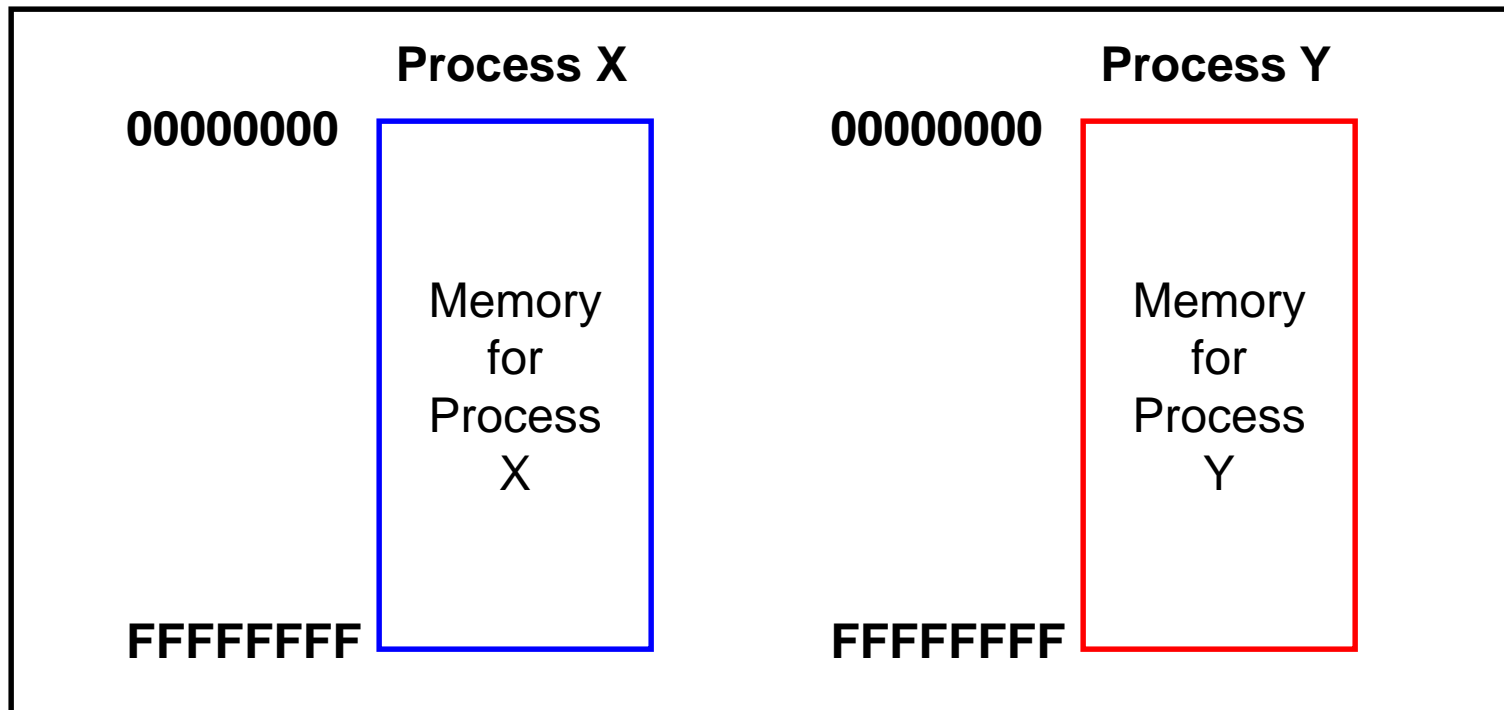 Process X
00000000
Memory
for
Process
X
FFFFFFFF
Process Y
00000000
Memory
for
Process
Y
FFFFFFFF